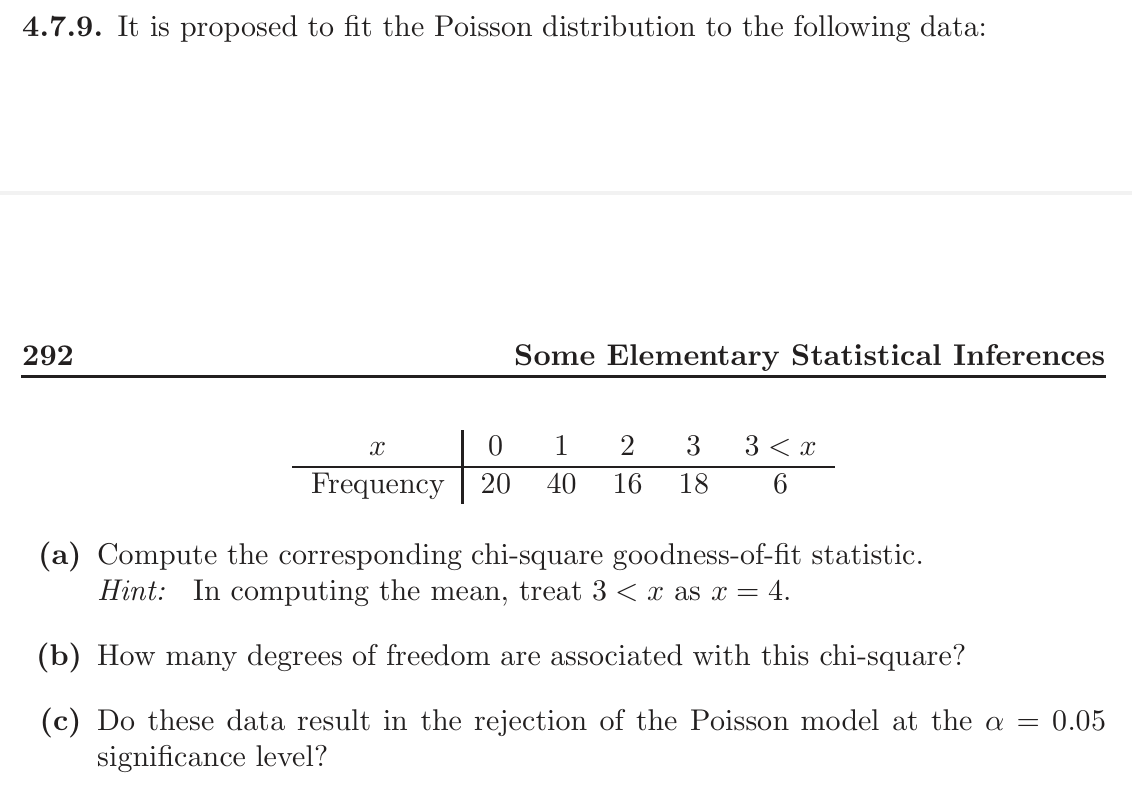 4.7.9. It is proposed to fit the Poisson distribution to the following data:
292 Some Elementary Statistical Inferences
x 0 1 2 3 3 < x
Frequency 20 40 16 18 6
(a) Compute the corresponding chi-square goodness-of-fit statistic.
Hint: In computing the mean, treat 3 < x as x = 4.
(b) How many degrees of freedom are associated with this chi-square?
(c) Do these data result in the rejection of the Poisson model at the α = 0.05
significance level?